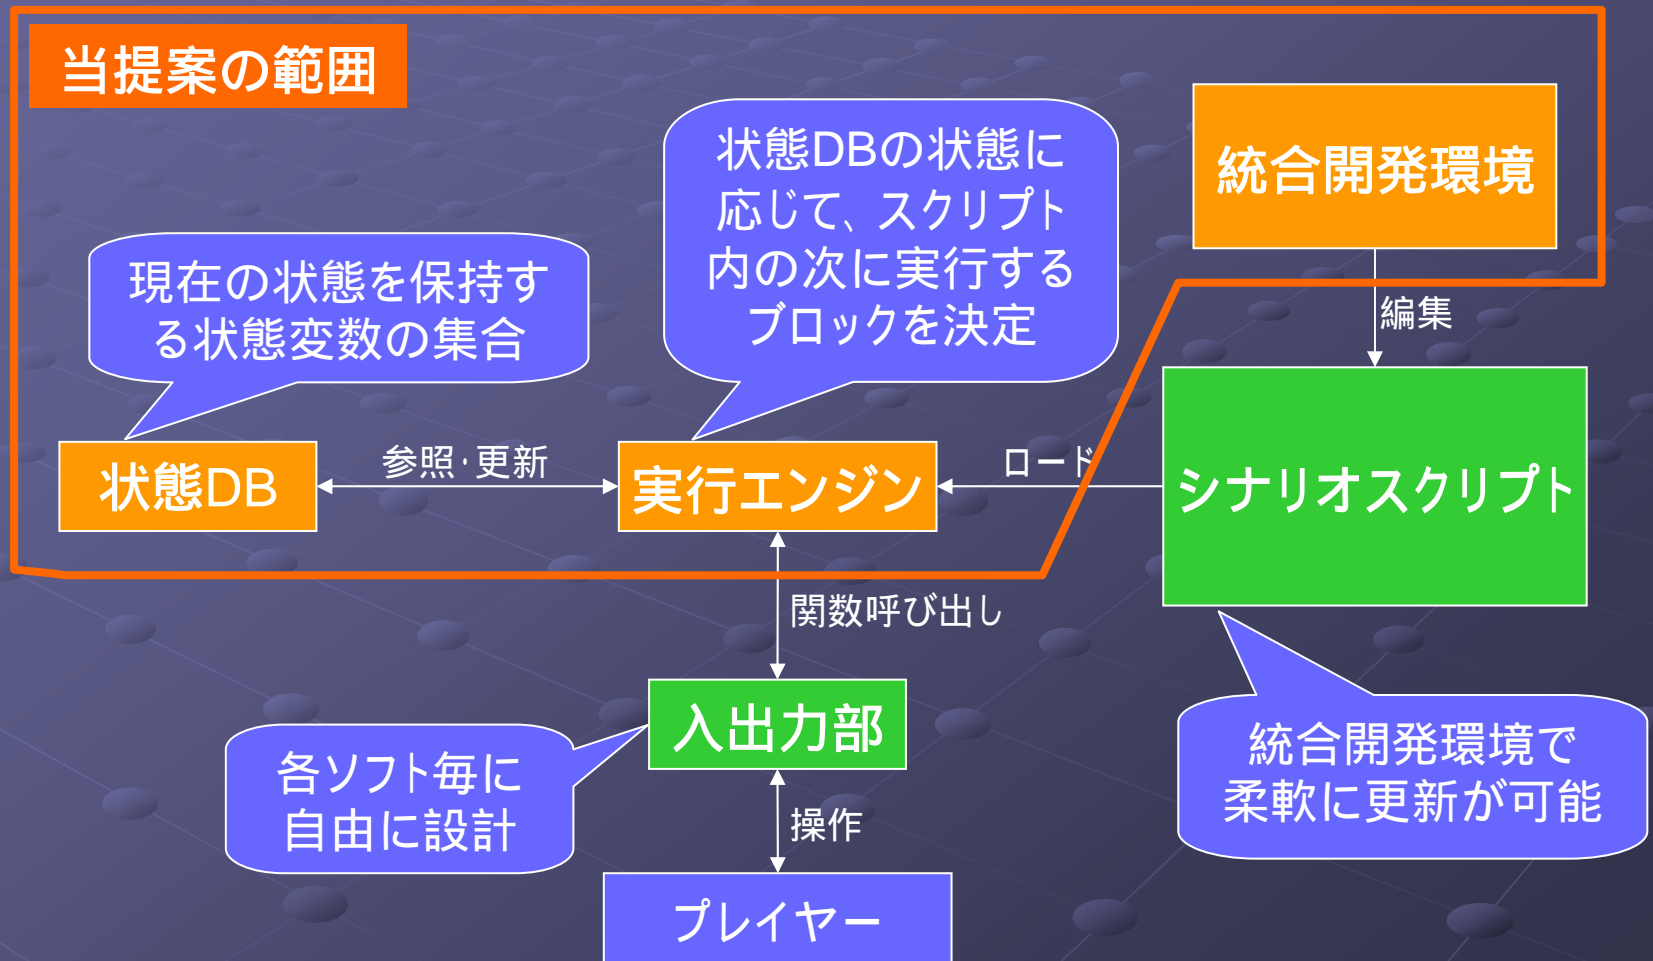 当提案の範囲
状態DBの状態に
応じて、スクリプト
内の次に実行する
ブロックを決定
統合開発環境
現在の状態を保持す
る状態変数の集合
編集
状態DB
参照・更新
実行エンジン
ロード
シナリオスクリプト
関数呼び出し
入出力部
各ソフト毎に
自由に設計
統合開発環境で
柔軟に更新が可能
操作
プレイヤー